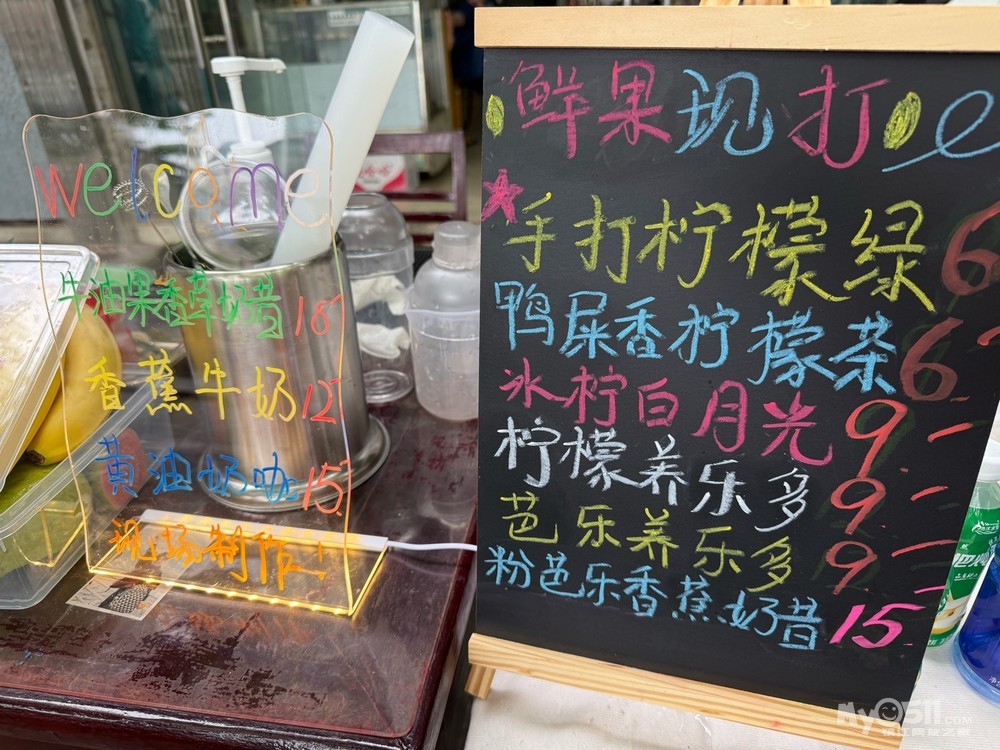 welcome
牛油果香草奶昔 18
香蕉牛奶 12
黄油奶咖 15
现场制作!
鲜果现打
手打柠檬绿 6
鸭屎香柠檬茶 6
氷柠白月光 9
柠檬养乐多 9
芭乐养乐多 9
粉芭乐香蕉奶昔 15
My0511.COM